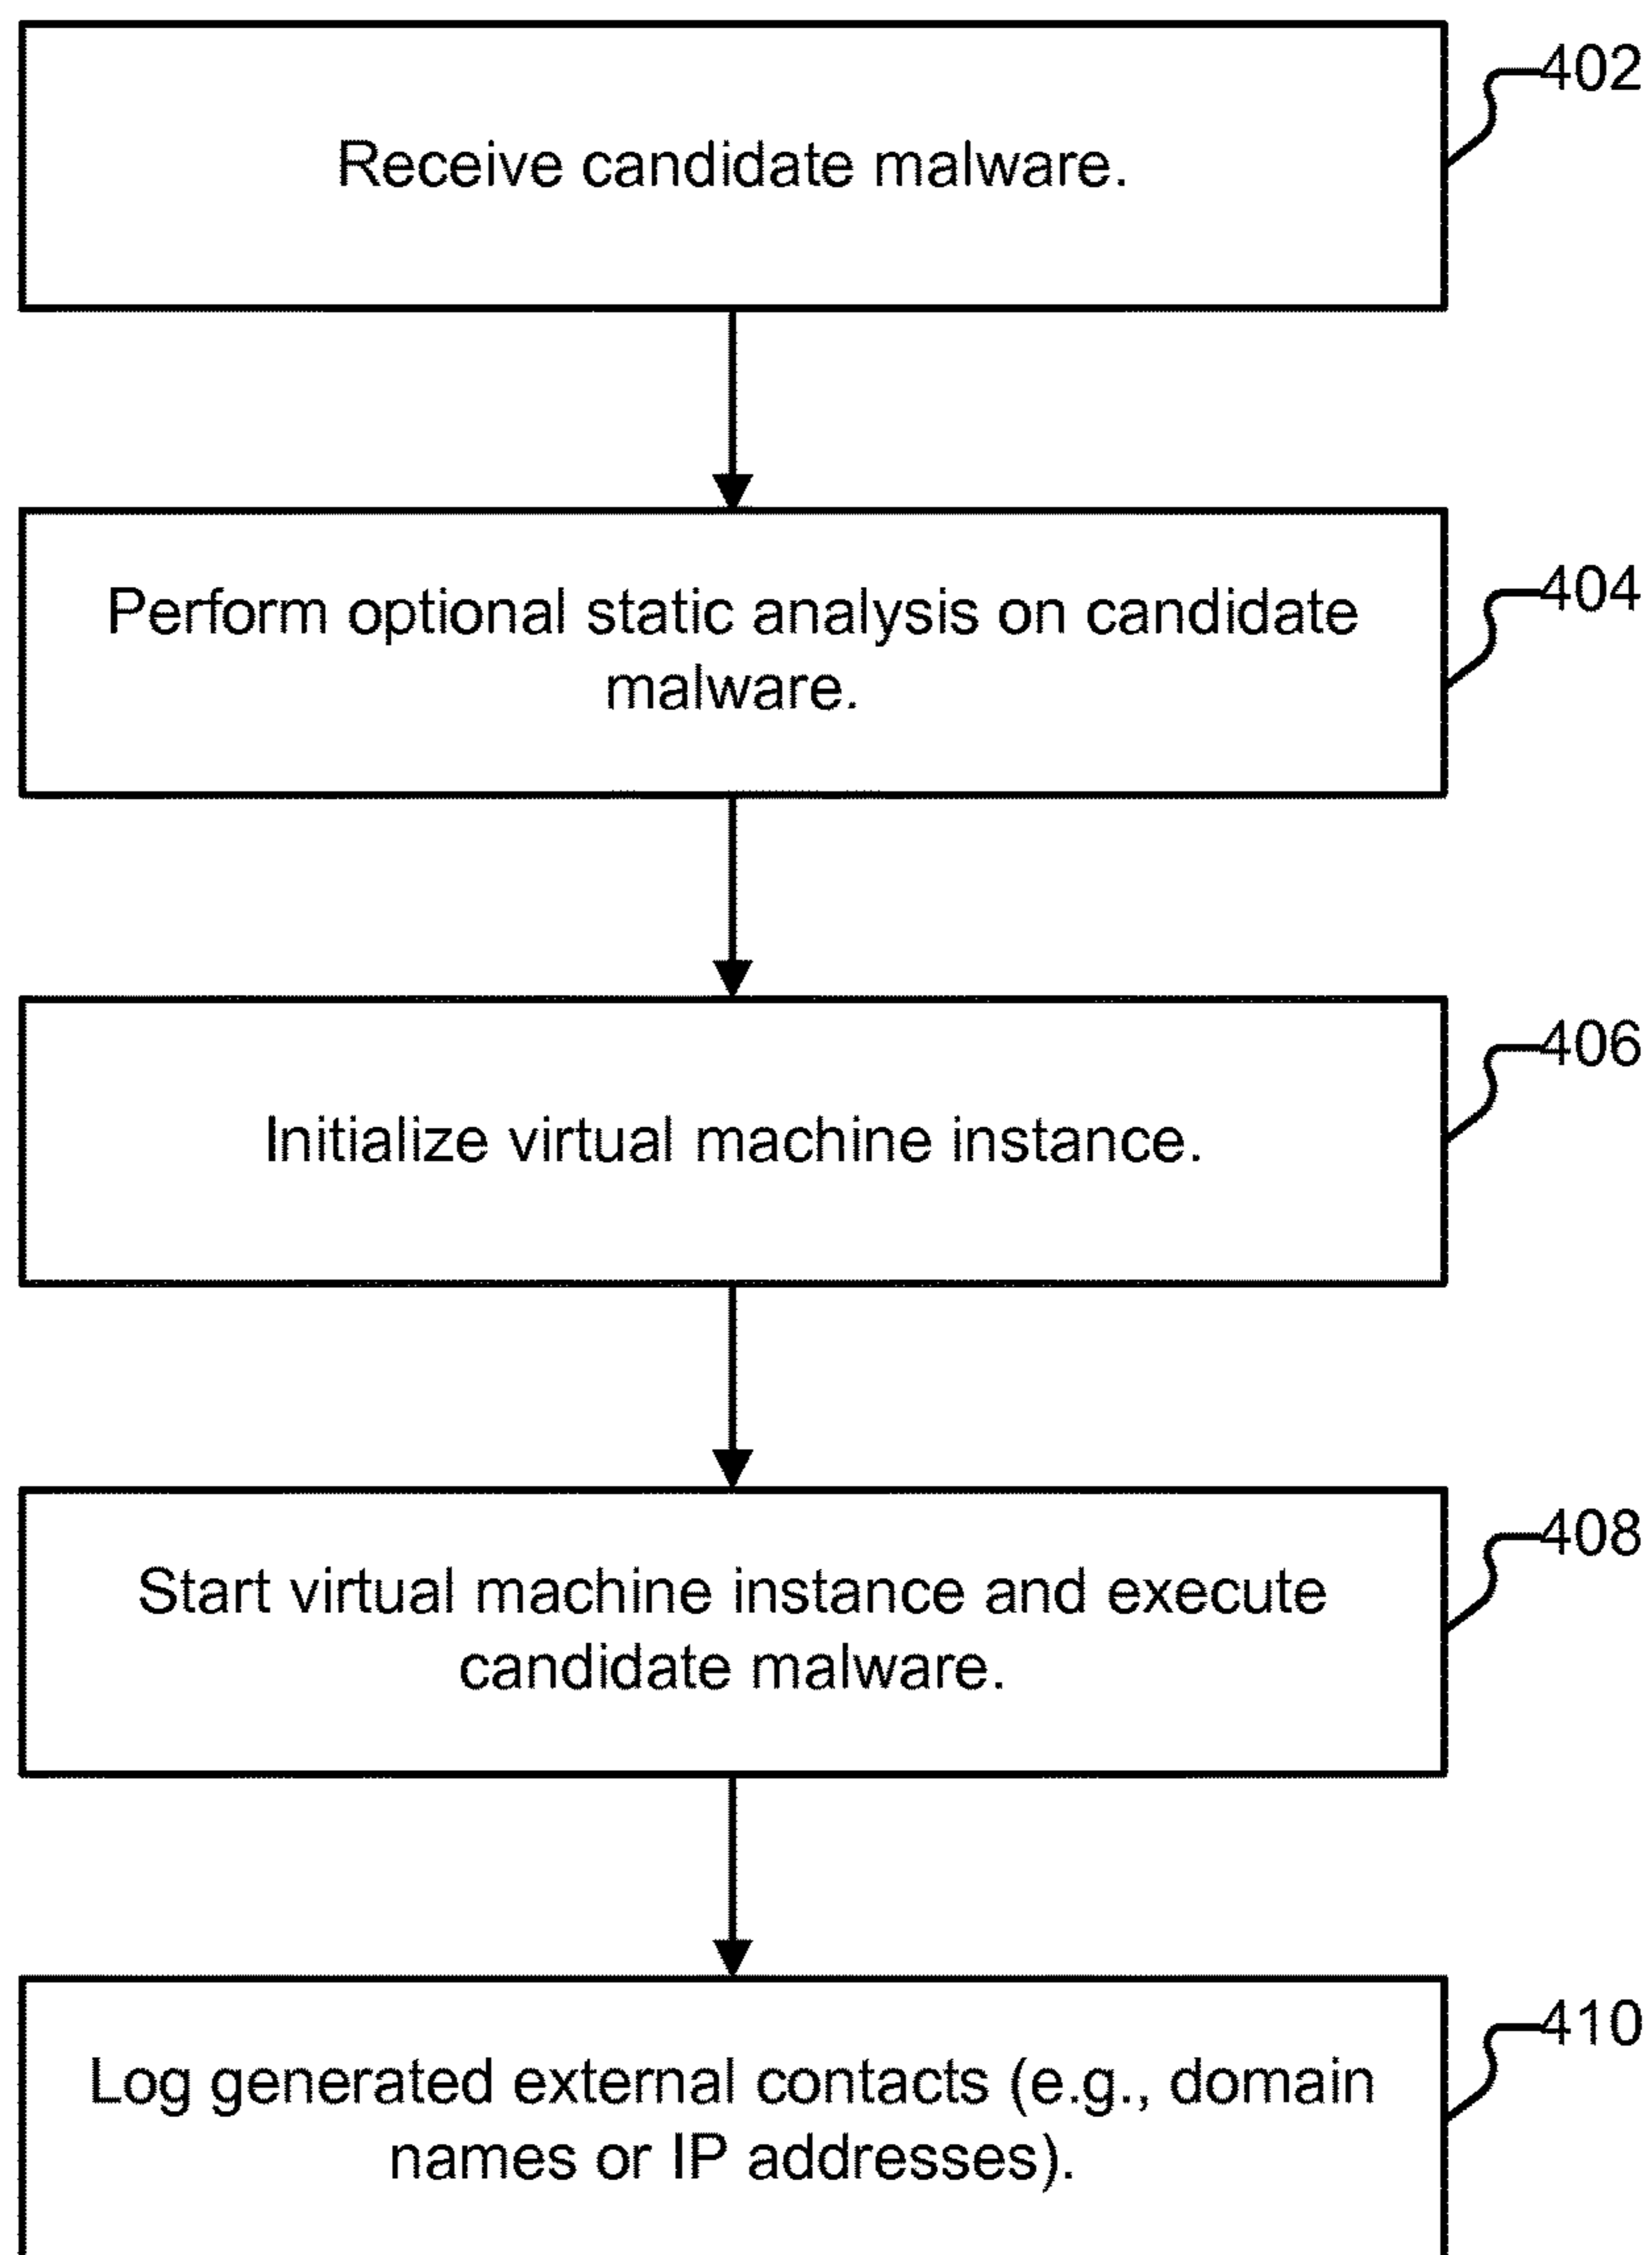 402
Receive candidate malware.
404
Perform optional static analysis on candidate
malware.
406
Initialize virtual machine instance.
408
Start virtual machine instance and execute
candidate malware.
410
Log generated external contacts (e.g., domain
names or IP addresses).